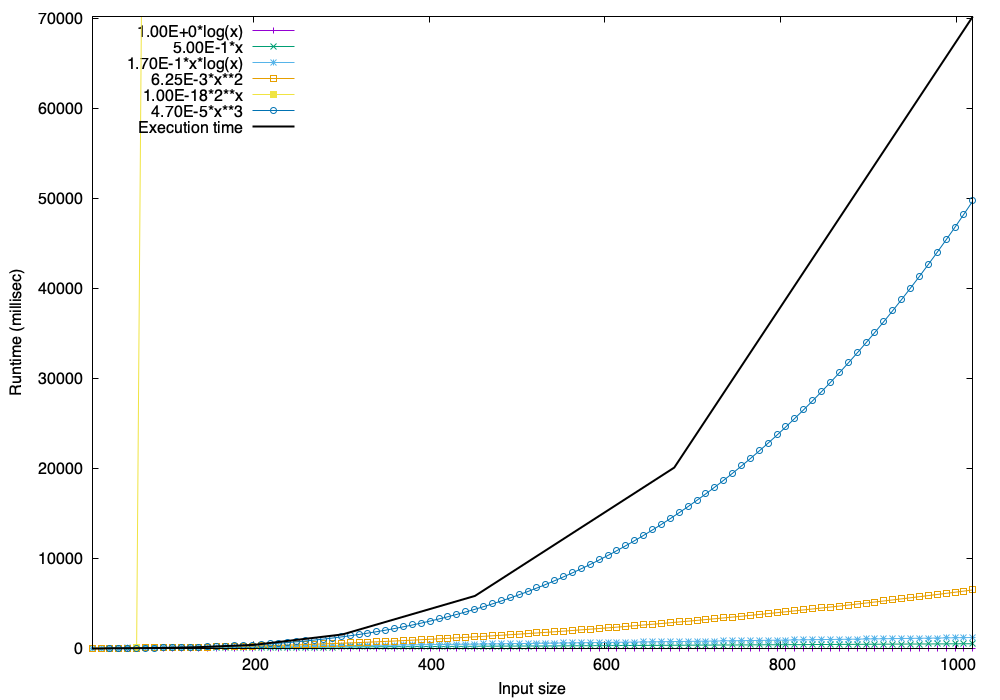 70000
60000
50000
40000
30000
20000
10000
0
200
400
600
800
1000
Runtime (millisec)
Input size
1.00E+0*log(x)
5.00E-1*x
1.70E-1*x*log(x)
6.25E-3*x**2
1.00E-18*2**x
4.70E-5*x**3
Execution time